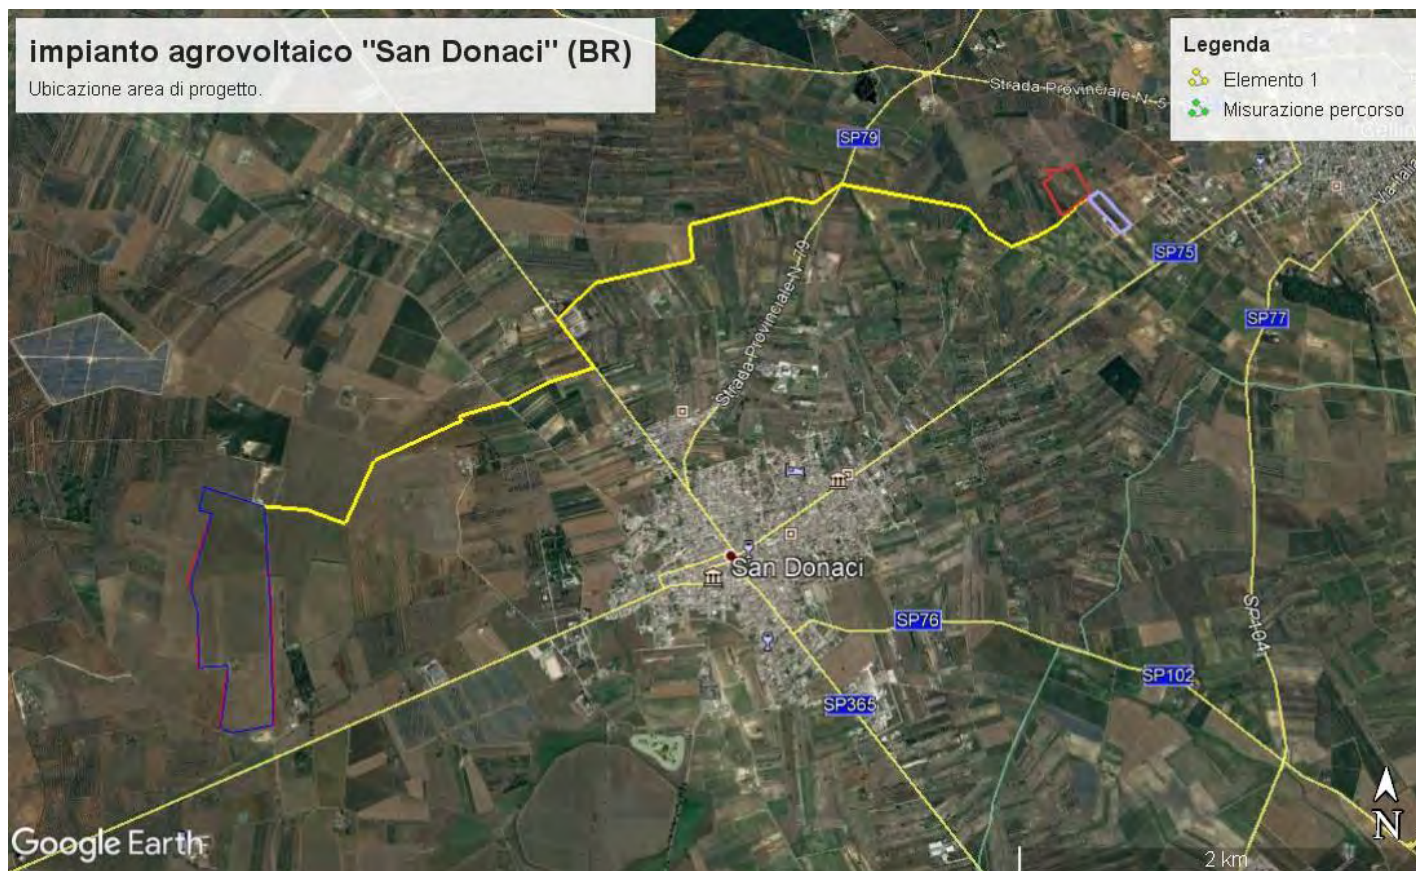 impianto agrovoltaico "San Donaci" (BR)
Ubicazione area di progetto.
Legenda
Elemento 1
Misurazione percorso
Strada Provinciale N. 5
SP79
SP75
SP77
Strada Provinciale N 79
San Donaci
SP76
SP104
SP102
SP365
Google Earth
N
2 km